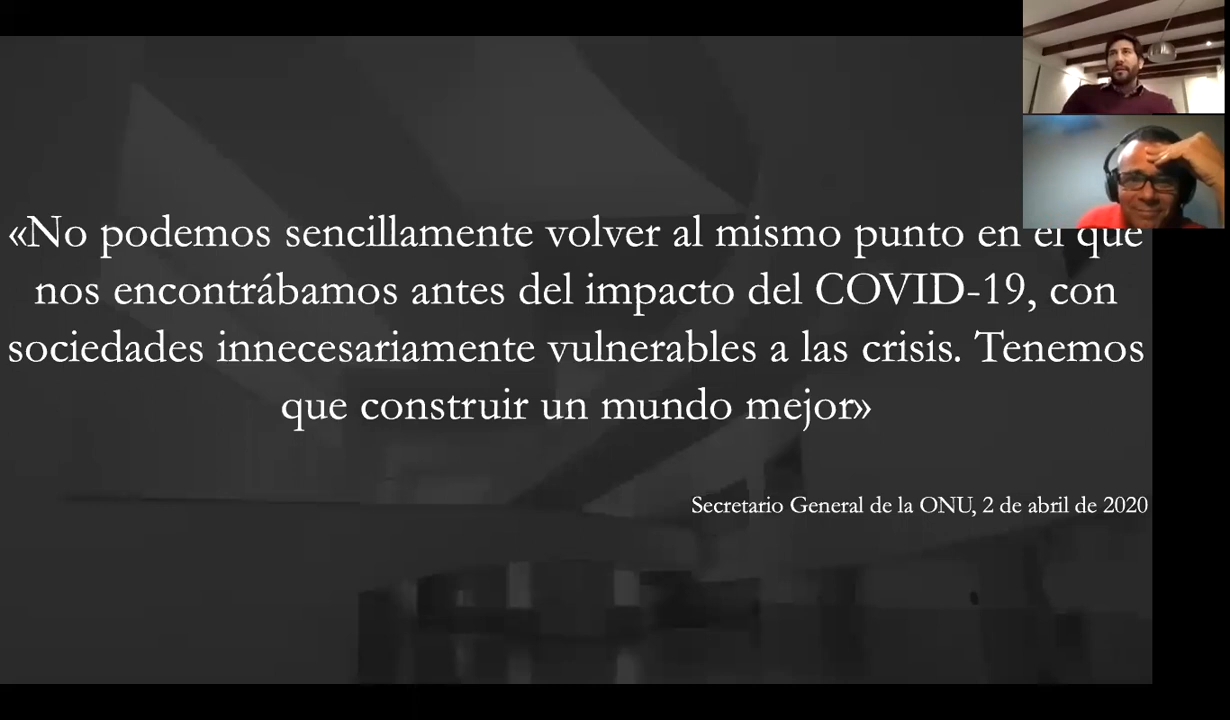 «No podemos sencillamente volver al mismo punto en el que
nos encontrábamos antes del impacto del COVID-19, con
sociedades innecesariamente vulnerables a las crisis. Tenemos
que construir un mundo mejor»
Secretario General de la ONU, 2 de abril de 2020